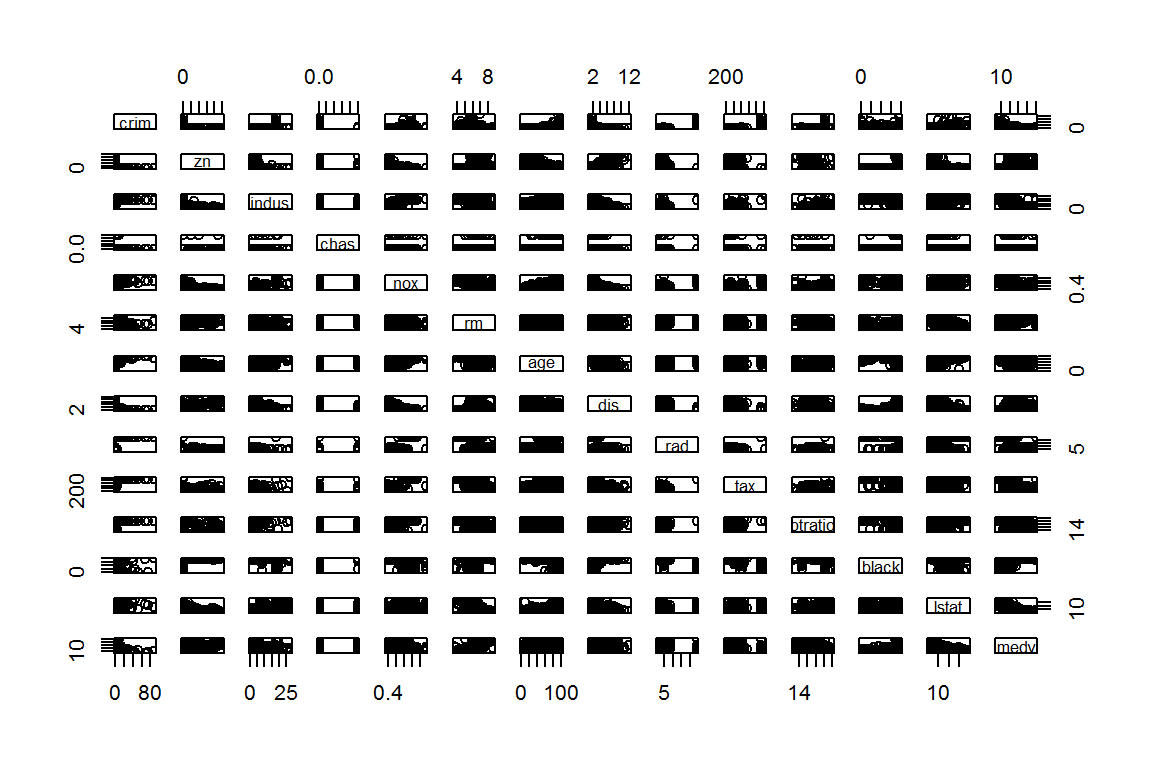 0 0.0 4 8 2 12 200 0 10
crim 0
0 zn
indus 0
0.0 chas
nox 0.4
4 rm
age 0
2 dis
rad 5
200 tax
ptratio 14
0 black
lstat 10
10 medv
0 80 0 25 0.4 0 100 5 14 10